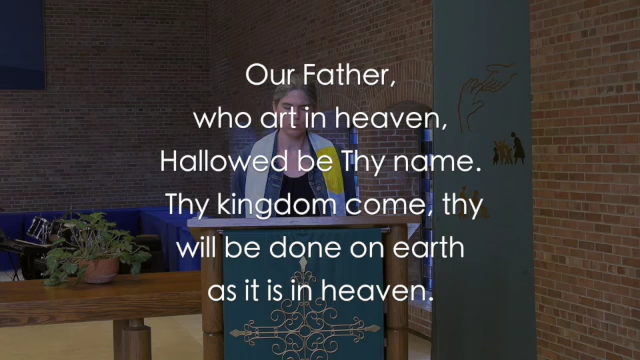 Our Father,
who art in heaven,
Hallowed be Thy name.
Thy kingdom come, thy
will be done on earth
as it is in heaven.